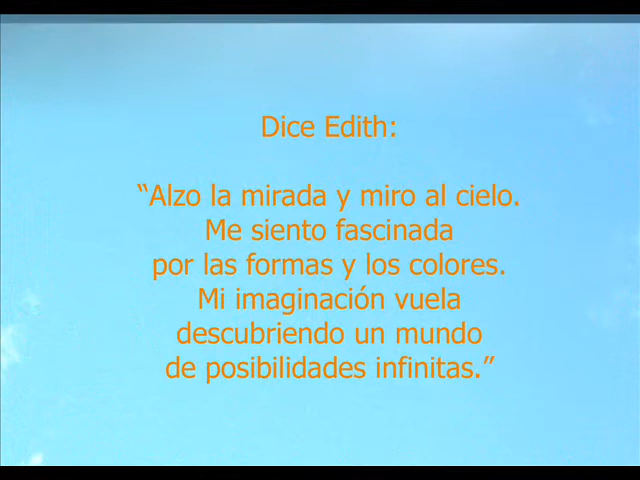 Dice Edith:
“Alzo la mirada y miro al cielo.
Me siento fascinada
por las formas y los colores.
Mi imaginación vuela
descubriendo un mundo
de posibilidades infinitas.”